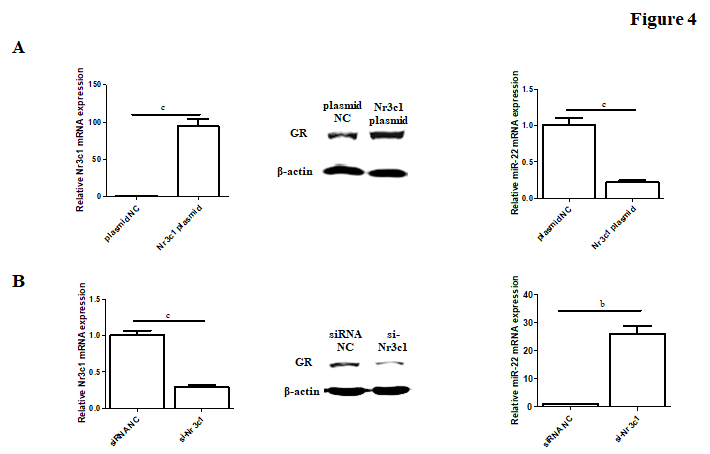 Figure 4
A
Relative Nr3c1 mRNA expression
150
100
50
0
c
plasmidNC
Nr3c1 plasmid
plasmid
NC
Nr3c1
plasmid
GR
β-actin
Relative miR-22 mRNA expression
1.5
1.0
0.5
0.0
c
plasmidNC
Nr3c1 plasmid
B
Relative Nr3c1 mRNA expression
1.5
1.0
0.5
0.0
c
siRNA NC
si-Nr3c1
siRNA
NC
si-
Nr3c1
GR
β-actin
Relative miR-22 mRNA expression
40
30
20
10
0
b
siRNA NC
si-Nr3c1